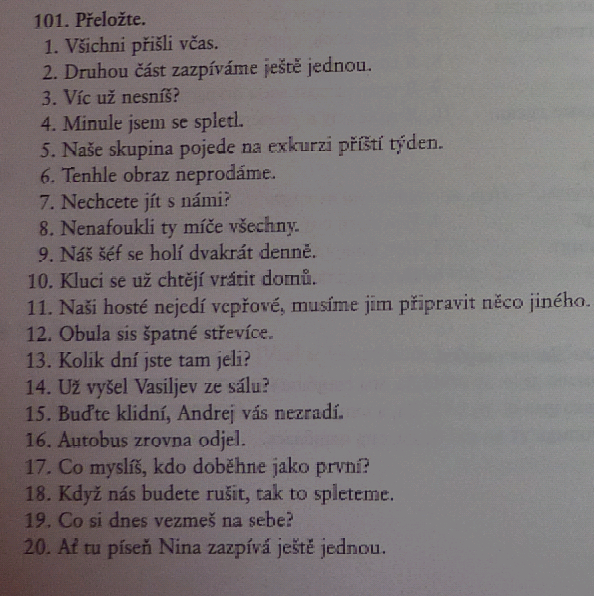 101. Přeložte.
1. Všichni přišli včas.
2. Druhou část zazpíváme ještě jednou.
3. Víc už nesníš?
4. Minule jsem se spletl.
5. Naše skupina pojede na exkurzi příští týden.
6. Tenhle obraz neprodáme.
7. Nechcete jít s námi?
8. Nenafoukli ty míče všechny.
9. Náš šéf se holí dvakrát denně.
10. Kluci se už chtějí vrátit domů.
11. Naši hosté nejedí vepřové, musíme jim připravit něco jiného.
12. Obula sis špatné střevíce.
13. Kolik dní jste tam jeli?
14. Už vyšel Vasiljev ze sálu?
15. Buďte klidní, Andrej vás nezradí.
16. Autobus zrovna odjel.
17. Co myslíš, kdo doběhne jako první?
18. Když nás budete rušit, tak to spleteme.
19. Co si dnes vezmeš na sebe?
20. Ať tu píseň Nina zazpívá ještě jednou.